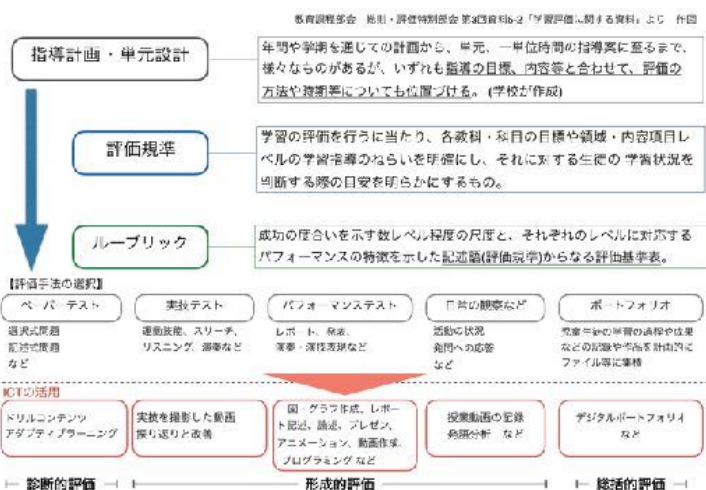 教育課程部会 総則・評価特別部会 第3回資料5-2「学習評価に関する資料」より 作図
指導計画・単元設計
年間や学期を通じての計画から、単元、一単位時間の指導案に至るまで、
様々なものがあるが、いずれも指導の目標、内容等と合わせて、評価の
方法や時期等についても位置づける。(学校が作成)
評価規準
学習の評価を行うに当たり、各教科・科目の目標や領域・内容項目レ
ベルの学習指導のねらいを明確にし、それに対する生徒の 学習状況を
判断する際の目安を明らかにするもの。
ルーブリック
成功の度合いを示す数レベル程度の尺度と、それぞれのレベルに対応する
パフォーマンスの特徴を示した記述語(評価規準)からなる評価基準表。
【評価手法の選択】
ペーパーテスト
実技テスト
パフォーマンステスト
日常の観察など
ポートフォリオ
選択式問題
記述式問題
など
運動技能、スピーチ、
リスニング、演奏など
レポート、発表、
演奏・演技表現など
活動の状況
発問への応答
など
児童生徒の学習の過程や成果
などの記録や作品を計画的に
ファイル等に集積
ICTの活用
ドリルコンテンツ
アダプティブラーニング
実技を撮影した動画
振り返りと改善
図・グラフ作成、レポー
ト記述、論述、プレゼン、
アニメーション、動画作成、
プログラミング など
授業動画の記録
発話分析 など
デジタルポートフォリオ
など
診断的評価
形成的評価
総括的評価